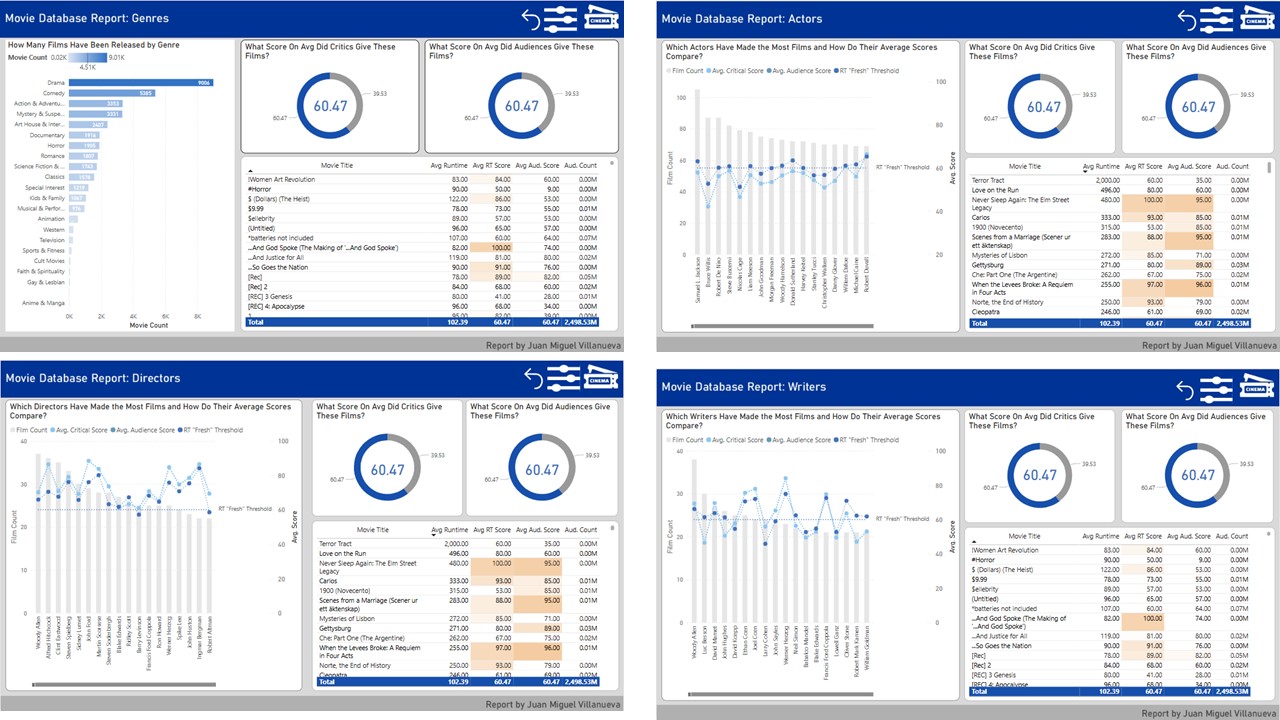 Movie Database Report: Genres
CINEMA
How Many Films Have Been Released by Genre
Movie Count 0.02K 9.01K
4.51K
Drama 9006
Comedy 5365
Action & Adventu... 3353
Mystery & Suspe... 3331
Art House & Inter... 2407
Documentary 1914
Horror 1905
Romance 1807
Science Fiction & ...
Classics
Special Interest
Kids & Family
Musical & Perfor...
Animation
Western
Television
Sports & Fitness
Cult Movies
Faith & Spirituality
Gay & Lesbian
Anime & Manga
0K 2K 4K 6K 8K
Movie Count
What Score On Avg Did Critics Give These
Films?
60.47
39.53
60.47
What Score On Avg Did Audiences Give These
Films?
60.47
39.53
60.47
Movie Title Avg Runtime Avg RT Score Avg Aud. Score Aud. Count
!Women Art Revolution 83.00 84.00 60.00 0.00M
#Horror 90.00 50.00 9.00 0.00M
$ (Dollars) (The Heist) 122.00 86.00 53.00 0.00M
$9.99 78.00 73.00 55.00 0.01M
$ellebrity 89.00 57.00 53.00 0.00M
(Untitled) 96.00 65.00 57.00 0.00M
*batteries not included 107.00 60.00 64.00 0.07M
...And God Spoke (The Making of '...And God Spoke') 82.00 100.00 74.00 0.00M
...And Justice for All 119.00 81.00 80.00 0.02M
...So Goes the Nation 90.00 91.00 76.00 0.00M
[Rec] 78.00 89.00 82.00 0.05M
[Rec] 2 84.00 68.00 60.00 0.02M
[REC] 3 Genesis 80.00 41.00 28.00 0.01M
[REC] 4: Apocalypse 96.00 68.00 34.00 0.00M
Total 102.39 60.47 60.47 2,498.53M
Report by Juan Miguel Villanueva
Movie Database Report: Actors
CINEMA
Which Actors Have Made the Most Films and How Do Their Average Scores
Compare?
Film Count Avg. Critical Score Avg. Audience Score RT "Fresh" Threshold
100
80
60
40
20
0
Film Count
100
80
60
40
20
Avg. Score
RT "Fresh" Threshold
Samuel L. Jackson
Bruce Willis
Robert De Niro
Steve Buscemi
Nicolas Cage
Liam Neeson
John Goodman
Morgan Freeman
Woody Harrelson
Donald Sutherland
Harvey Keitel
Stanley Tucci
Christopher Walken
Danny Glover
Willem Dafoe
Michael Caine
Robert Duvall
What Score On Avg Did Critics Give
These Films?
60.47
39.53
60.47
What Score On Avg Did Audiences Give
These Films?
60.47
39.53
60.47
Movie Title Avg Runtime Avg RT Score Avg Aud. Score Aud. Count
Terror Tract 2,000.00 60.00 35.00 0.00M
Love on the Run 496.00 80.00 60.00 0.00M
Never Sleep Again: The Elm Street 480.00 100.00 95.00 0.00M
Legacy
Carlos 333.00 93.00 85.00 0.01M
1900 (Novecento) 315.00 53.00 85.00 0.01M
Scenes from a Marriage (Scener ur 283.00 88.00 95.00 0.01M
ett äktenskap)
Mysteries of Lisbon 272.00 85.00 71.00 0.00M
Gettysburg 271.00 80.00 89.00 0.03M
Che: Part One (The Argentine) 262.00 67.00 75.00 0.02M
When the Levees Broke: A Requiem 255.00 97.00 96.00 0.01M
in Four Acts
Norte, the End of History 250.00 93.00 79.00 0.00M
Cleopatra 246.00 61.00 69.00 0.02M
Total 102.39 60.47 60.47 2,498.53M
Report by Juan Miguel Villanueva
Movie Database Report: Directors
CINEMA
Which Directors Have Made the Most Films and How Do Their Average Scores
Compare?
Film Count Avg. Critical Score Avg. Audience Score RT "Fresh" Threshold
40
30
20
10
0
Film Count
100
80
60
40
20
0
Avg. Score
RT "Fresh" Threshold
Woody Allen
Alfred Hitchcock
Clint Eastwood
Steven Spielberg
Sidney Lumet
John Ford
Martin Scorsese
Steven Soderbergh
Blake Edwards
Ridley Scott
Barry Levinson
Francis Ford Coppola
Ron Howard
Werner Herzog
Spike Lee
John Huston
Ingmar Bergman
Robert Altman
What Score On Avg Did Critics Give
These Films?
60.47
39.53
60.47
What Score On Avg Did Audiences Give
These Films?
60.47
39.53
60.47
Movie Title Avg Runtime Avg RT Score Avg Aud. Score Aud. Count
Terror Tract 2,000.00 60.00 35.00 0.00M
Love on the Run 496.00 80.00 60.00 0.00M
Never Sleep Again: The Elm Street 480.00 100.00 95.00 0.00M
Legacy
Carlos 333.00 93.00 85.00 0.01M
1900 (Novecento) 315.00 53.00 85.00 0.01M
Scenes from a Marriage (Scener ur 283.00 88.00 95.00 0.01M
ett äktenskap)
Mysteries of Lisbon 272.00 85.00 71.00 0.00M
Gettysburg 271.00 80.00 89.00 0.03M
Che: Part One (The Argentine) 262.00 67.00 75.00 0.02M
When the Levees Broke: A Requiem 255.00 97.00 96.00 0.01M
in Four Acts
Norte, the End of History 250.00 93.00 79.00 0.00M
Cleopatra 246.00 61.00 69.00 0.02M
Total 102.39 60.47 60.47 2,498.53M
Report by Juan Miguel Villanueva
Movie Database Report: Writers
CINEMA
Which Writers Have Made the Most Films and How Do Their Average Scores
Compare?
Film Count Avg. Critical Score Avg. Audience Score RT "Fresh" Threshold
40
30
20
10
0
Film Count
100
80
60
40
20
0
Avg. Score
RT "Fresh" Threshold
Woody Allen
Luc Besson
David Mamet
John Hughes
David Koepp
Ethan Coen
Joel Coen
Larry Cohen
John Sayles
Werner Herzog
Neil Simon
Babaloo Mandel
Blake Edwards
Francis Ford Coppola
Lowell Ganz
Oliver Stone
Robert Mark Kamen
William Goldman
What Score On Avg Did Critics Give
These Films?
60.47
39.53
60.47
What Score On Avg Did Audiences Give
These Films?
60.47
39.53
60.47
Movie Title Avg Runtime Avg RT Score Avg Aud. Score Aud. Count
!Women Art Revolution 83.00 84.00 60.00 0.00M
#Horror 90.00 50.00 9.00 0.00M
$ (Dollars) (The Heist) 122.00 86.00 53.00 0.00M
$9.99 78.00 73.00 55.00 0.01M
$ellebrity 89.00 57.00 53.00 0.00M
(Untitled) 96.00 65.00 57.00 0.00M
*batteries not included 107.00 60.00 64.00 0.07M
...And God Spoke (The Making of 82.00 100.00 74.00 0.00M
'...And God Spoke')
...And Justice for All 119.00 81.00 80.00 0.02M
...So Goes the Nation 90.00 91.00 76.00 0.00M
[Rec] 78.00 89.00 82.00 0.05M
[Rec] 2 84.00 68.00 60.00 0.02M
[REC] 3 Genesis 80.00 41.00 28.00 0.01M
[REC] 4: Apocalypse 96.00 68.00 34.00 0.00M
Total 102.39 60.47 60.47 2,498.53M
Report by Juan Miguel Villanueva